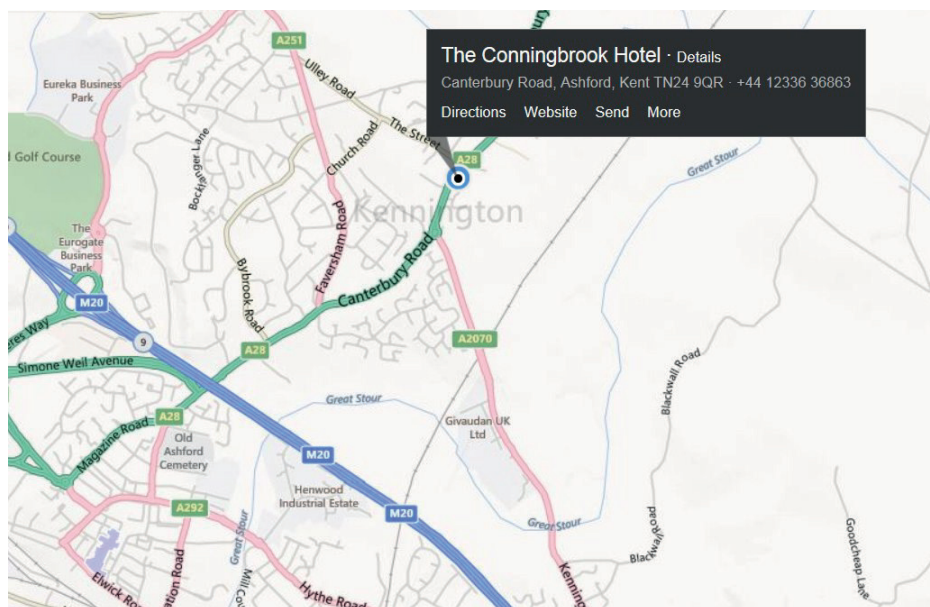 The Conningbrook Hotel · Details
Canterbury Road, Ashford, Kent TN24 9QR · +44 12336 36863
Directions Website Send More
A251
Ulley Road
Eureka Business
Park
The Street
Church Road
A28
Great Stour
Golf Course
Bockhanger Lane
Kennington
The
Eurogate
Business
Park
Faversham Road
Canterbury Road
Bybrook Road
M20
9
A28
A2070
Simone Weil Avenue
Blackwall Road
Great Stour
A28
Magazine Road
Givaudan UK
Ltd
Old
Ashford
Cemetery
M20
Henwood
Industrial Estate
A292
M20
Great Stour
Great Stour
Blackwall Road
Goodcheap Lane
Hythe Road